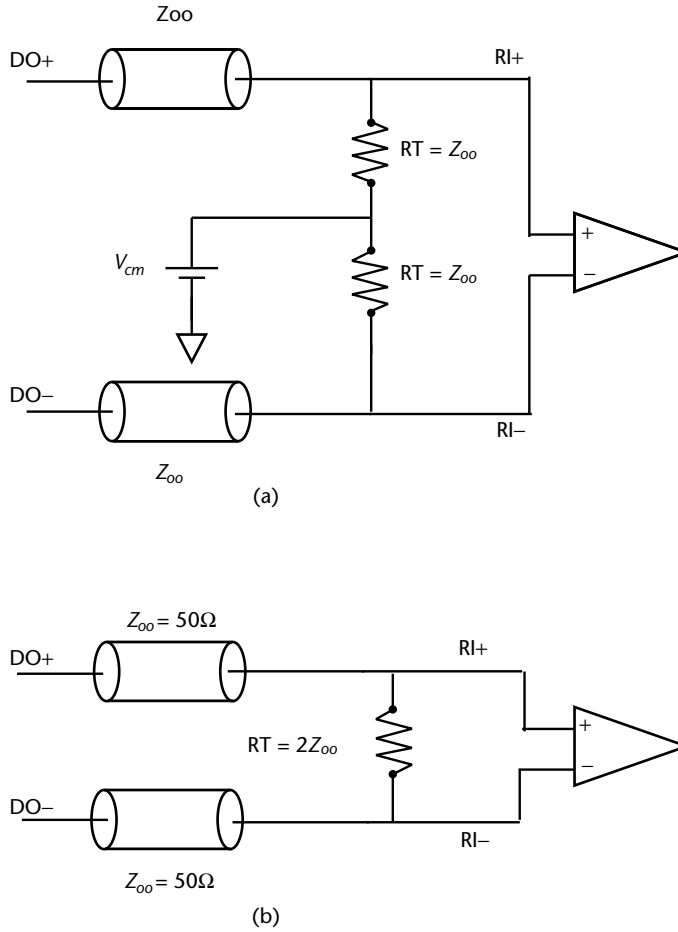 Zoo
DO+
RI+
RT = Zoo
+
−
RT = Zoo
Vcm
DO−
RI−
Zoo
(a)
Zoo = 50Ω
DO+
RI+
RT = 2Zoo
+
−
DO−
RI−
Zoo = 50Ω
(b)